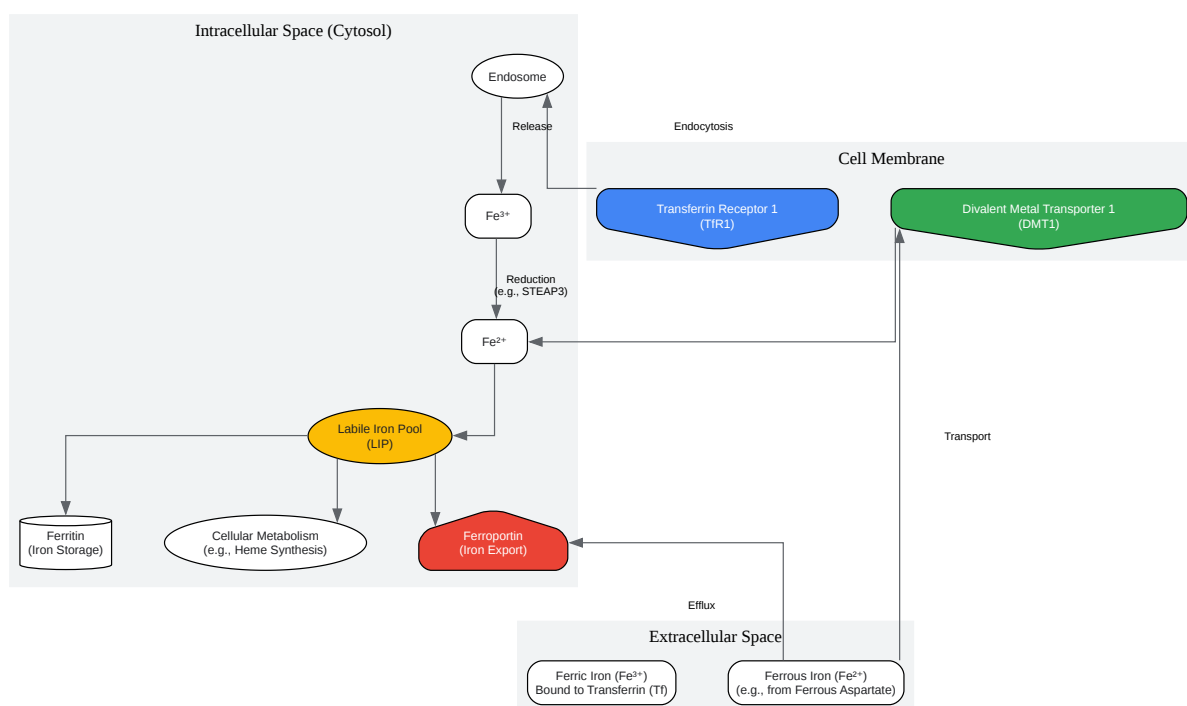 Intracellular Space (Cytosol)
Endosome
Release
Endocytosis
Cell Membrane
Transferrin Receptor 1
(TfR1)
Divalent Metal Transporter 1
(DMT1)
Fe³⁺
Reduction
(e.g., STEAP3)
Fe²⁺
Labile Iron Pool
(LIP)
Transport
Ferritin
(Iron Storage)
Cellular Metabolism
(e.g., Heme Synthesis)
Ferroportin
(Iron Export)
Efflux
Extracellular Space
Ferric Iron (Fe³⁺)
Bound to Transferrin (Tf)
Ferrous Iron (Fe²⁺)
(e.g., from Ferrous Aspartate)